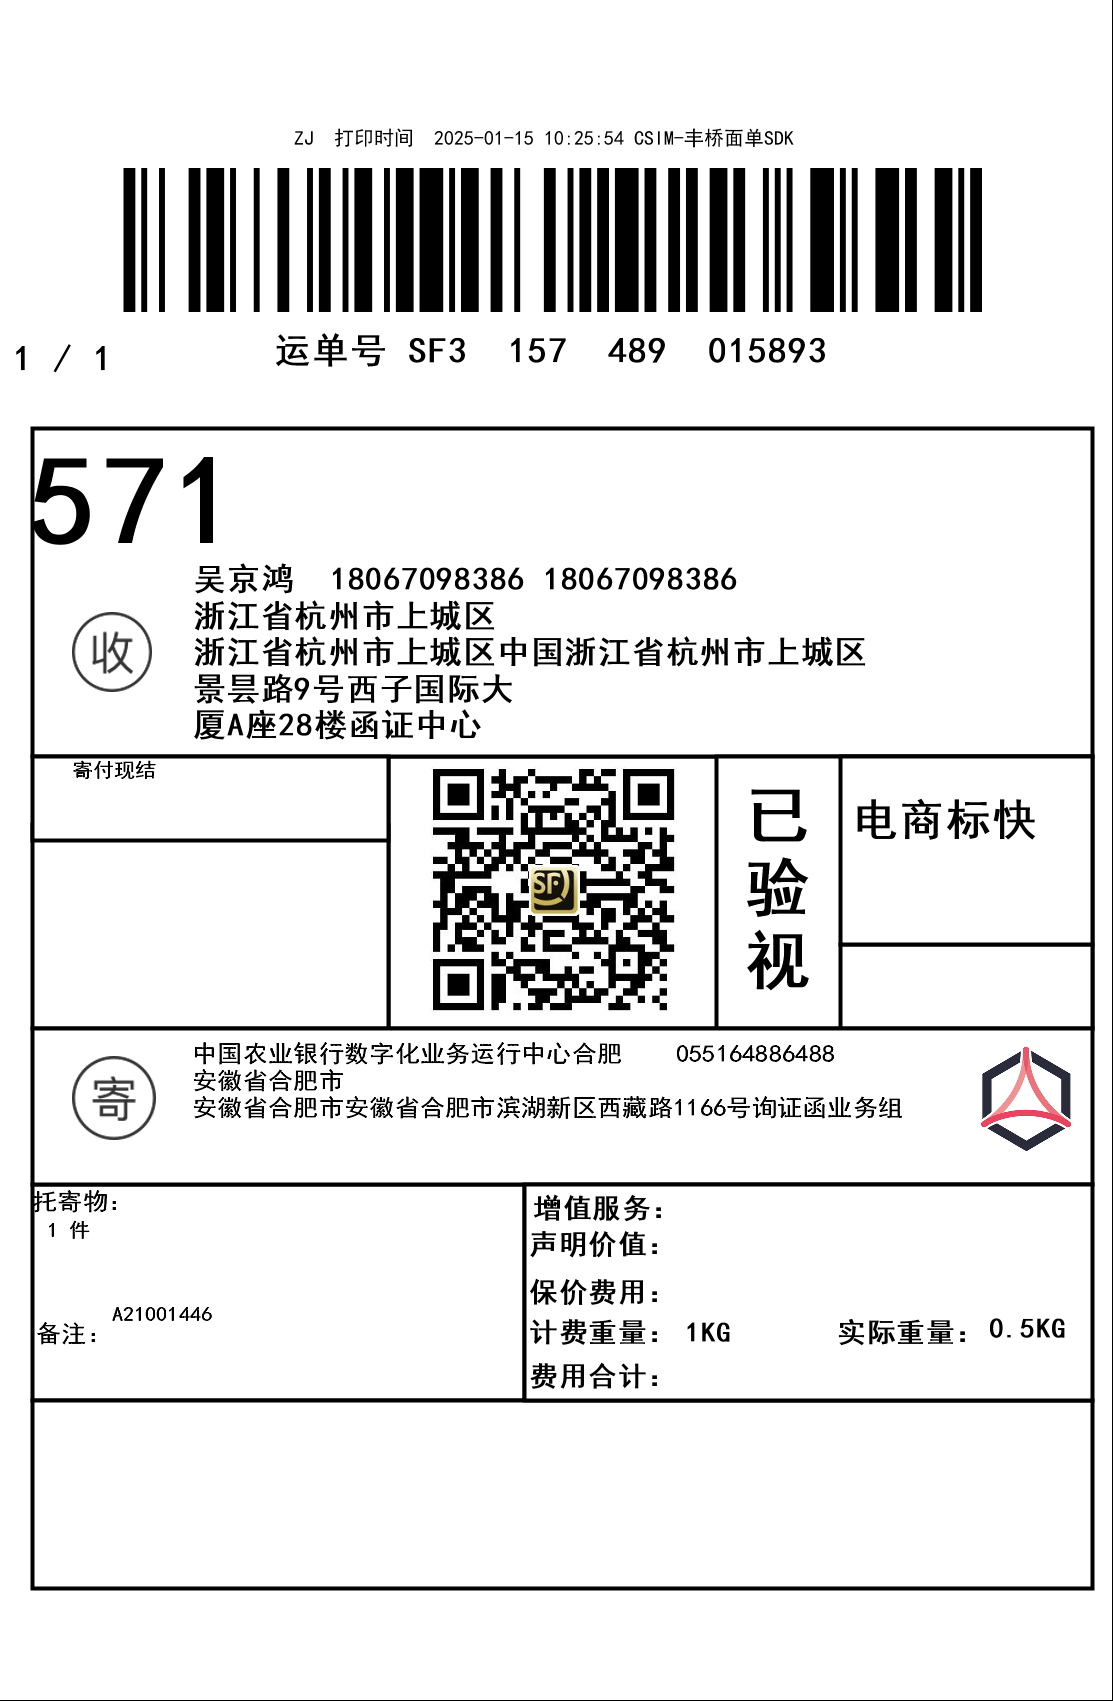 ZJ 打印时间 2025-01-15 10:25:54 CSIM-丰桥面单SDK
1 / 1
运单号 SF3 157 489 015893
571
吴京鸿 18067098386 18067098386
收
浙江省杭州市上城区
浙江省杭州市上城区中国浙江省杭州市上城区
景昙路9号西子国际大
厦A座28楼函证中心
寄付现结
SF
已验视
电商标快
寄
中国农业银行数字化业务运行中心合肥 055164886488
安徽省合肥市
安徽省合肥市安徽省合肥市滨湖新区西藏路1166号询证函业务组
托寄物:
1 件
备注: A21001446
增值服务:
声明价值:
保价费用:
计费重量: 1KG 实际重量: 0.5KG
费用合计: